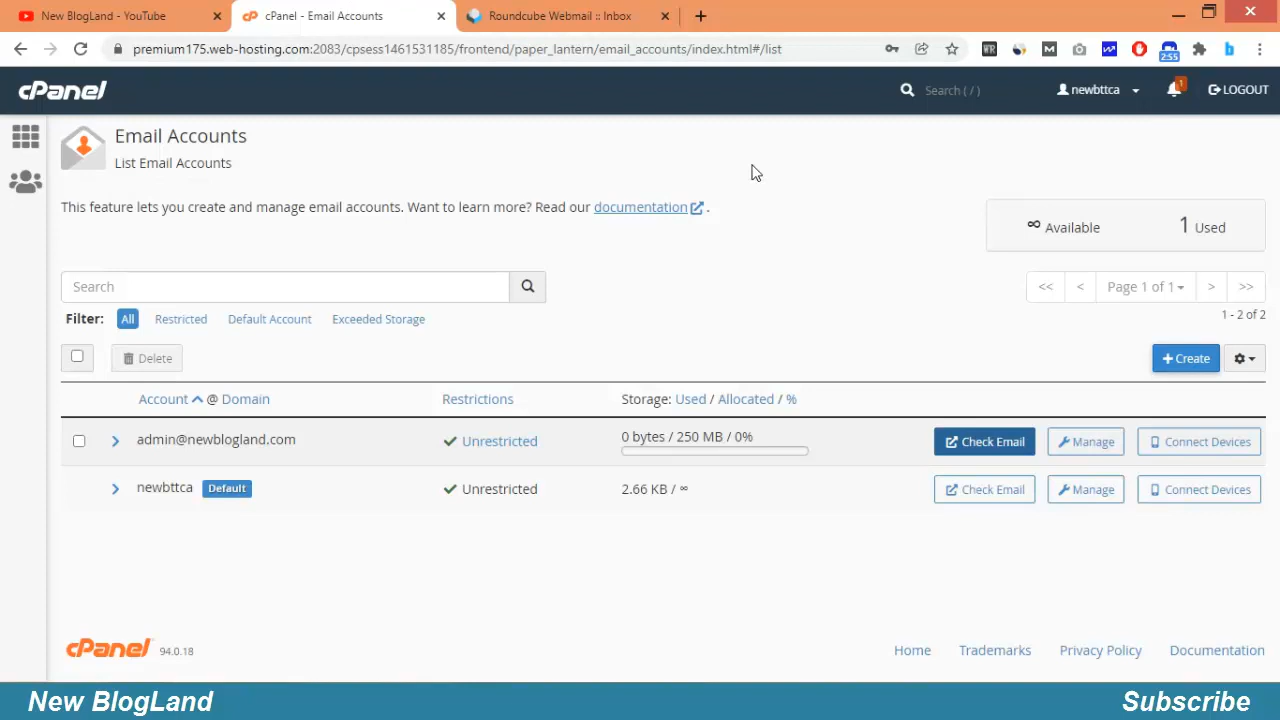 New BlogLand - YouTube
cPanel - Email Accounts
Roundcube Webmail :: Inbox
premium175.web-hosting.com:2083/cpsess1461531185/frontend/paper_lantern/email_accounts/index.html#/list
WR
M
2:55
b
cPanel
Search ( / )
newbttca
1
LOGOUT
Email Accounts
List Email Accounts
This feature lets you create and manage email accounts. Want to learn more? Read our documentation .
∞ Available
1 Used
Search
<<
<
Page 1 of 1
>
>>
Filter: All Restricted Default Account Exceeded Storage
1 - 2 of 2
Delete
+ Create
Account @ Domain
Restrictions
Storage: Used / Allocated / %
admin@newblogland.com
Unrestricted
0 bytes / 250 MB / 0%
Check Email
Manage
Connect Devices
newbttca Default
Unrestricted
2.66 KB / ∞
Check Email
Manage
Connect Devices
cPanel 94.0.18
Home
Trademarks
Privacy Policy
Documentation
New BlogLand
Subscribe